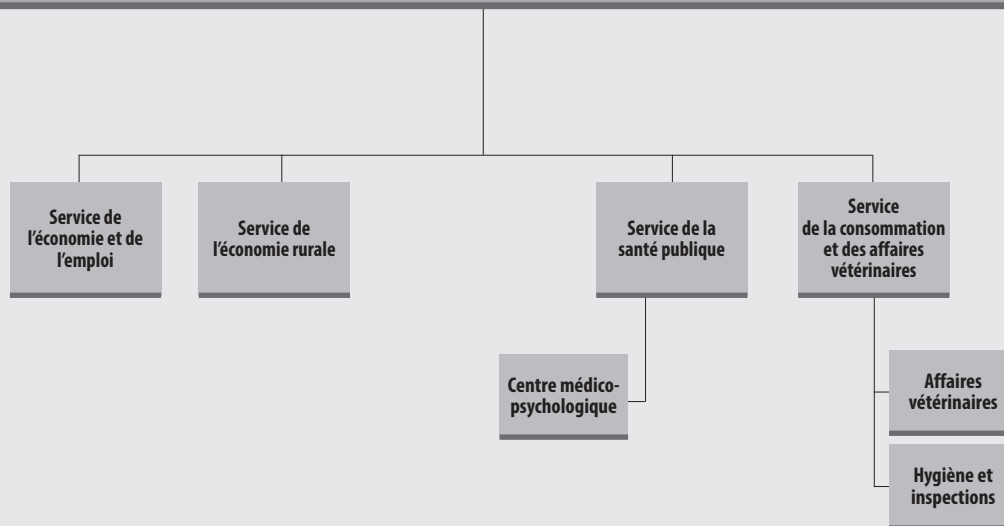 Service de
l'économie et de
l'emploi
Service de
l'économie rurale
Service de la
santé publique
Service
de la consommation
et des affaires
vétérinaires
Centre médico-
psychologique
Affaires
vétérinaires
Hygiène et
inspections